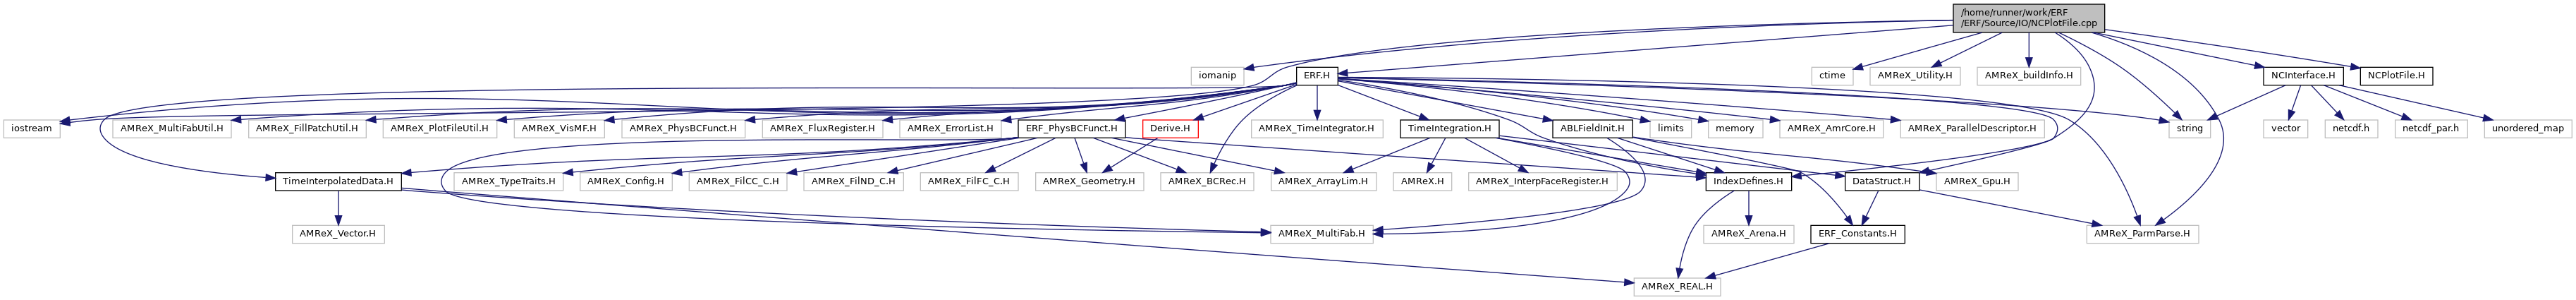 /home/runner/work/ERF
/ERF/Source/IO/NCPlotFile.cpp
iomanip
ERF.H
ctime
AMReX_Utility.H
AMReX_buildInfo.H
NCInterface.H
NCPlotFile.H
iostream
AMReX_MultiFabUtil.H
AMReX_FillPatchUtil.H
AMReX_PlotFileUtil.H
AMReX_VisMF.H
AMReX_PhysBCFunct.H
AMReX_FluxRegister.H
AMReX_ErrorList.H
ERF_PhysBCFunct.H
Derive.H
AMReX_TimeIntegrator.H
TimeIntegration.H
ABLFieldInit.H
limits
memory
AMReX_AmrCore.H
AMReX_ParallelDescriptor.H
string
vector
netcdf.h
netcdf_par.h
unordered_map
TimeInterpolatedData.H
AMReX_TypeTraits.H
AMReX_Config.H
AMReX_FilCC_C.H
AMReX_FilND_C.H
AMReX_FilFC_C.H
AMReX_Geometry.H
AMReX_BCRec.H
AMReX_ArrayLim.H
AMReX.H
AMReX_InterpFaceRegister.H
IndexDefines.H
DataStruct.H
AMReX_Gpu.H
AMReX_Vector.H
AMReX_MultiFab.H
AMReX_Arena.H
ERF_Constants.H
AMReX_ParmParse.H
AMReX_REAL.H